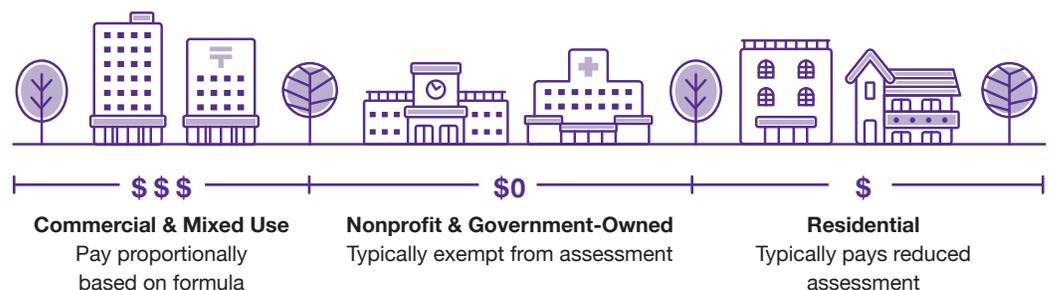 $$$
$0
$
Commercial & Mixed Use
Pay proportionally
based on formula
Nonprofit & Government-Owned
Typically exempt from assessment
Residential
Typically pays reduced
assessment